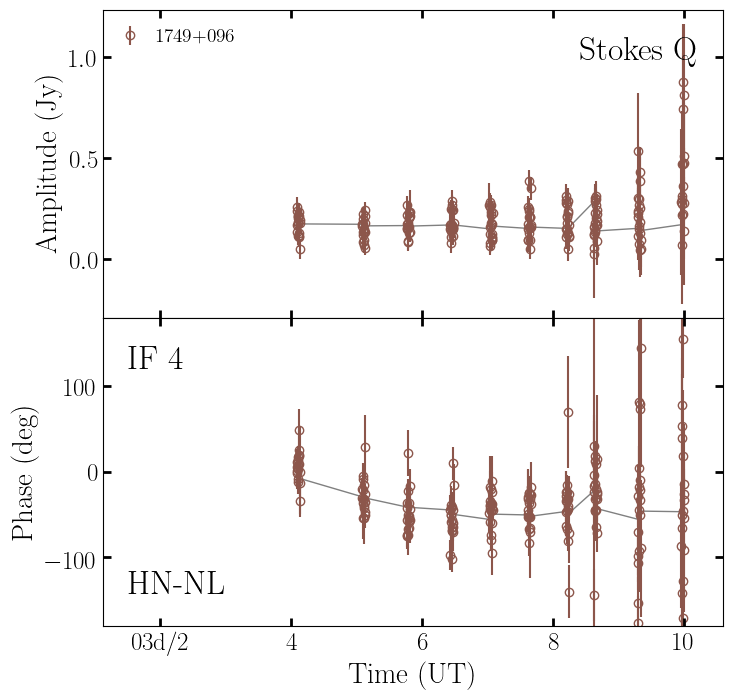 1749+096
Stokes Q
1.0
0.5
0.0
Amplitude (Jy)
IF 4
100
0
−100
Phase (deg)
HN-NL
03d/2 4 6 8 10
Time (UT)